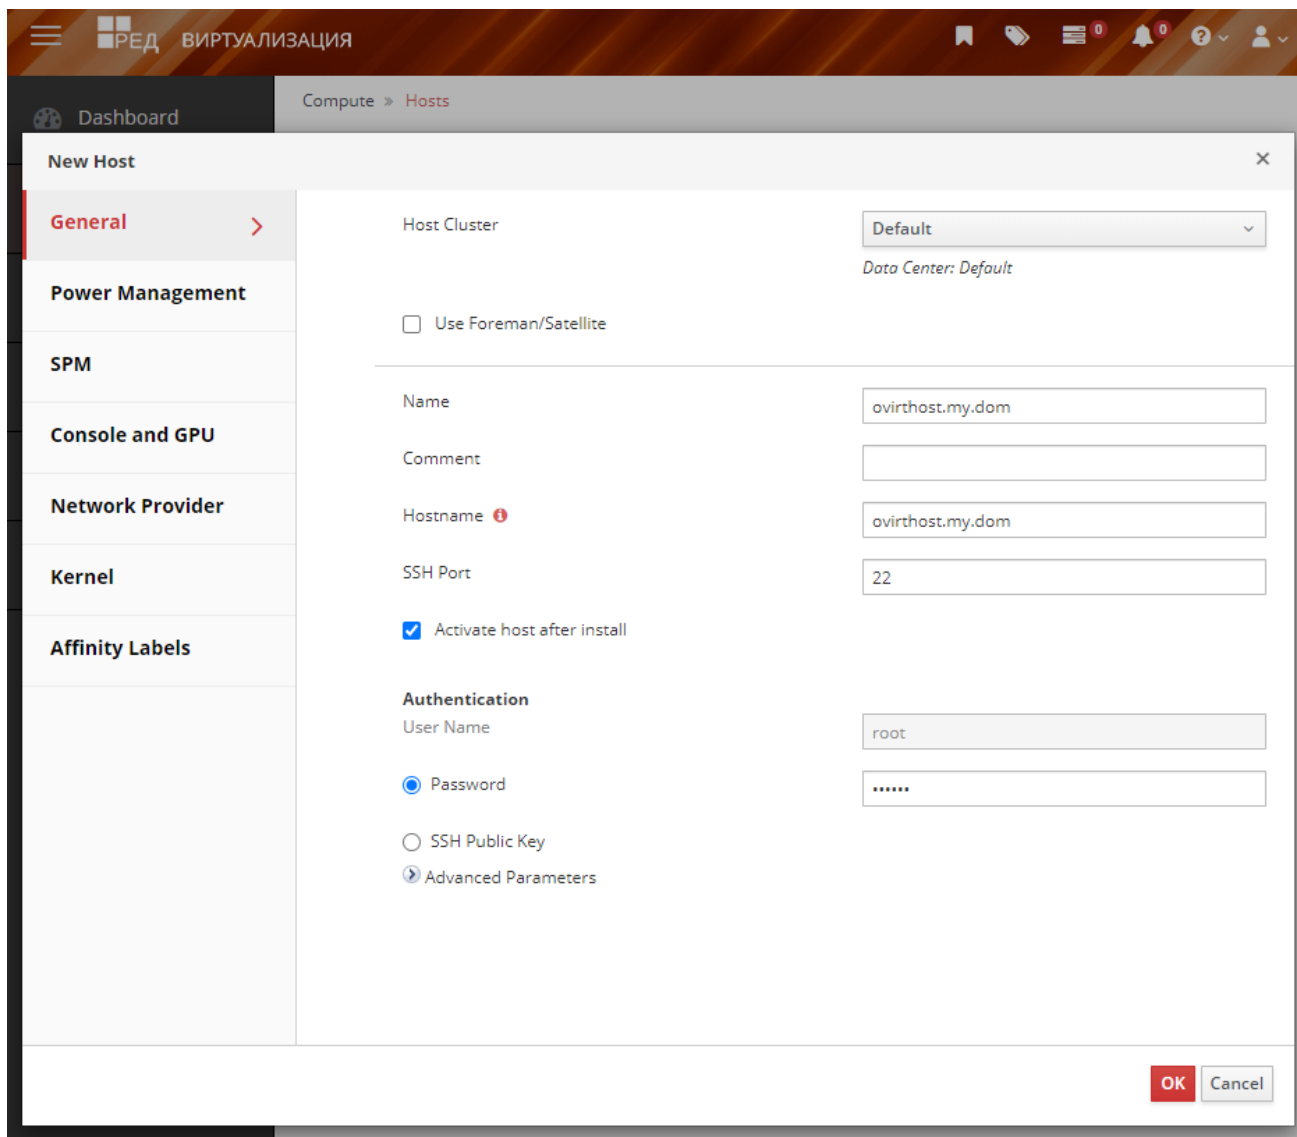 РЕД ВИРТУАЛИЗАЦИЯ
0
0
Dashboard
Compute » Hosts
New Host
General
Power Management
SPM
Console and GPU
Network Provider
Kernel
Affinity Labels
Host Cluster
Default
Data Center: Default
Use Foreman/Satellite
Name
ovirthost.my.dom
Comment
Hostname
ovirthost.my.dom
SSH Port
22
Activate host after install
Authentication
User Name
root
Password
••••••
SSH Public Key
Advanced Parameters
OK
Cancel